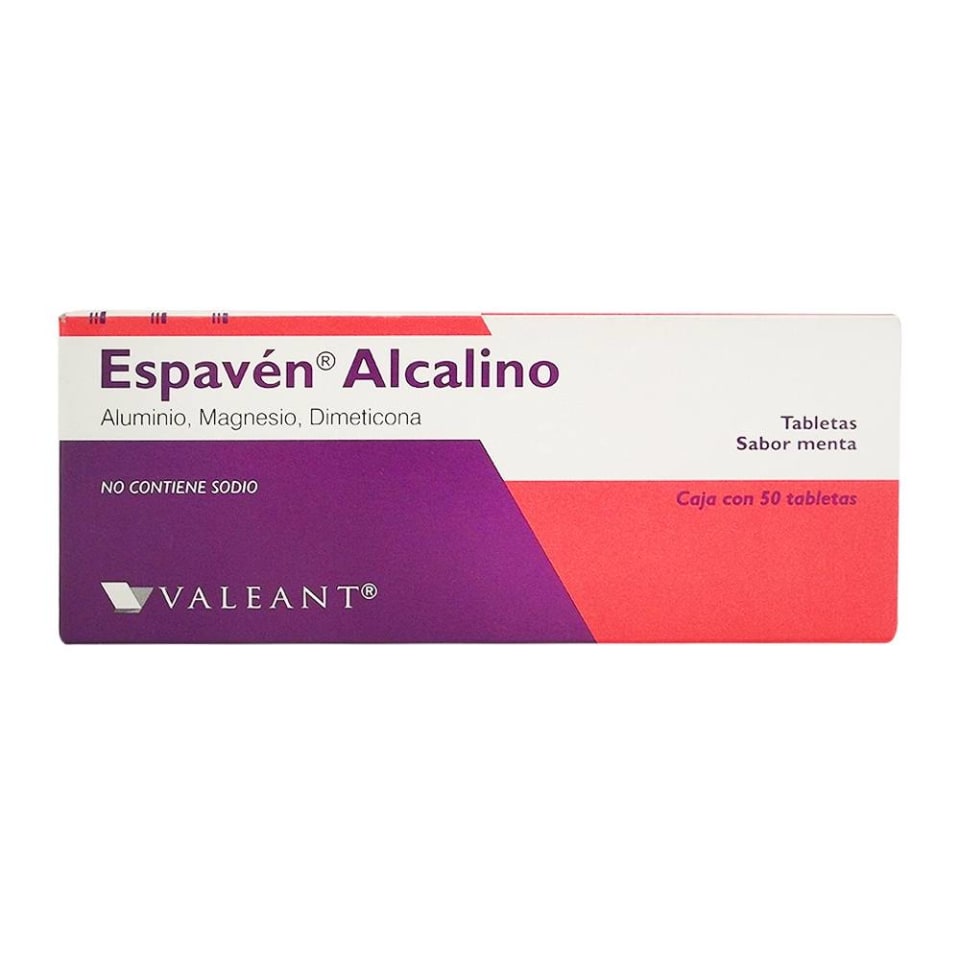 Espavén® Alcalino
Aluminio, Magnesio, Dimeticona
Tabletas
Sabor menta
NO CONTIENE SODIO
Caja con 50 tabletas
VALEANT®